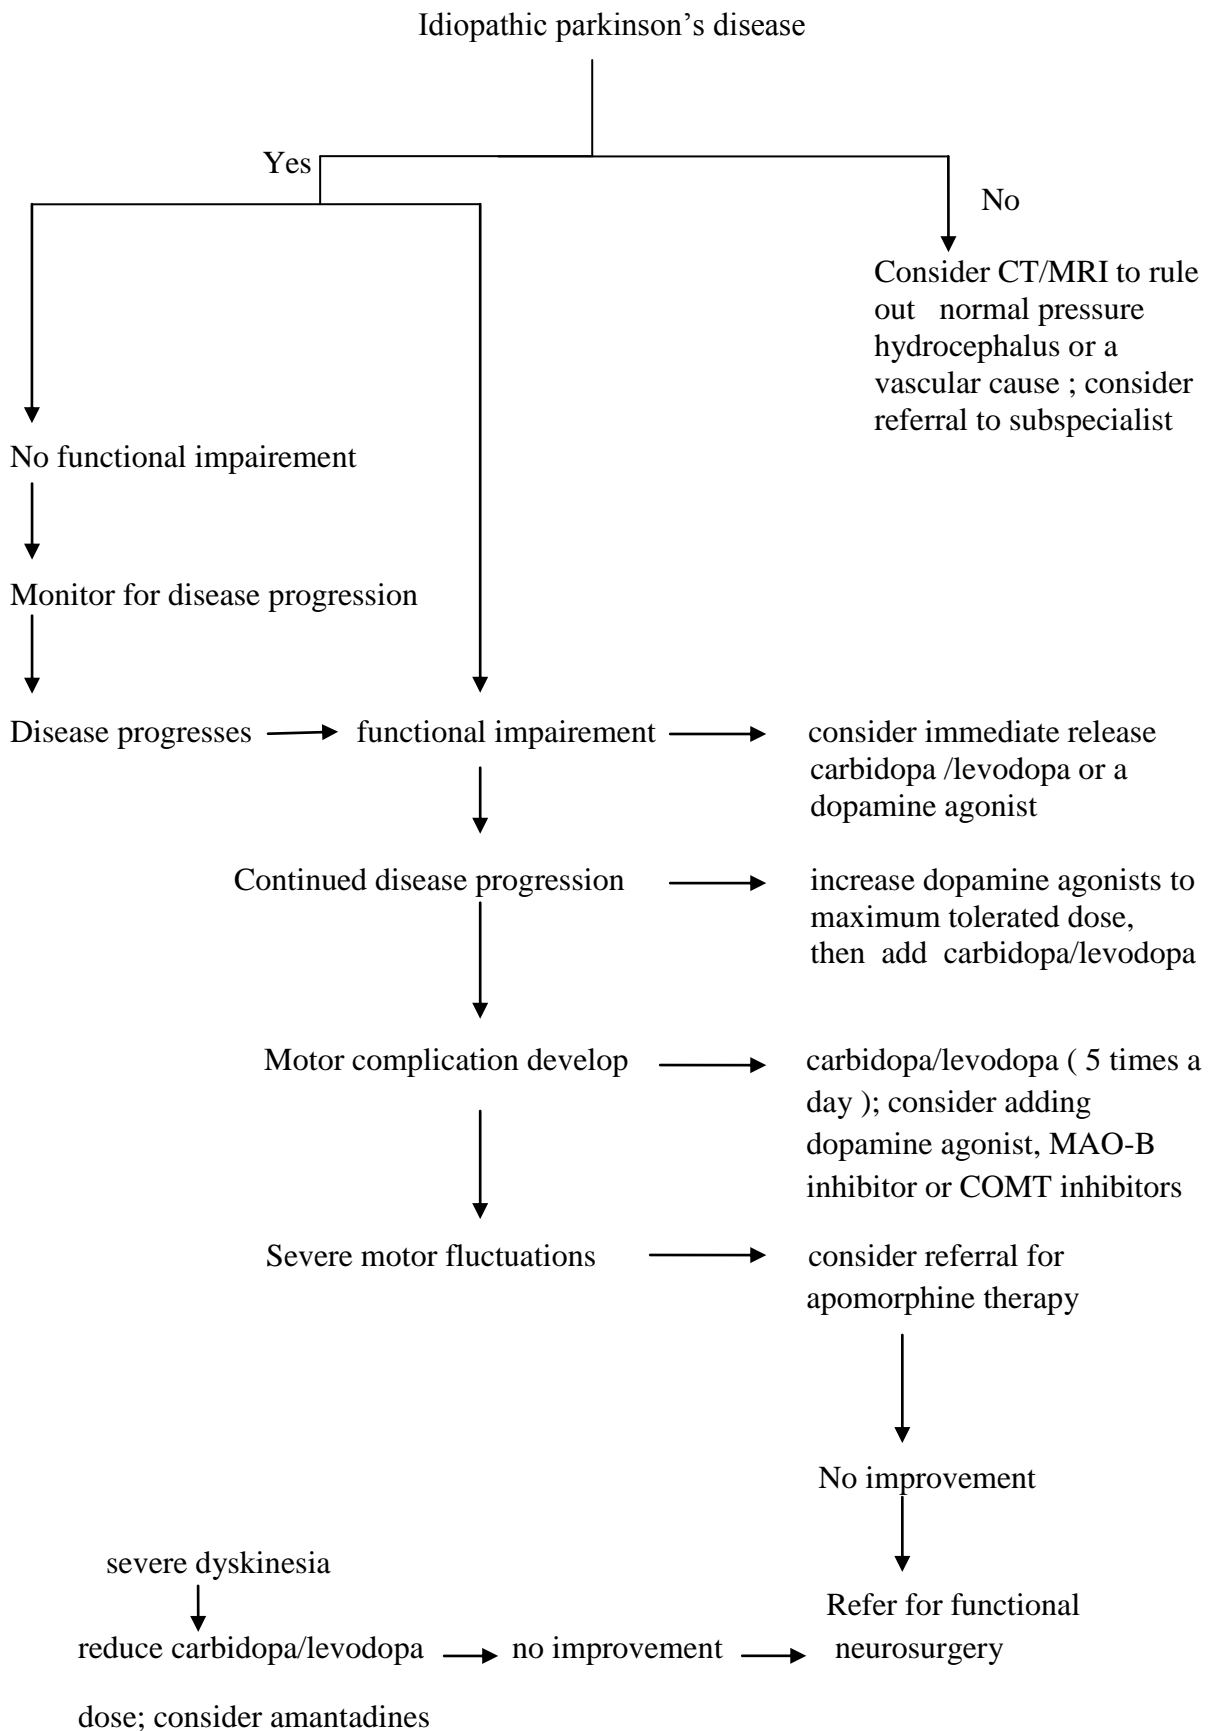 Idiopathic parkinson’s disease
Yes
No
Consider CT/MRI to rule
out normal pressure
hydrocephalus or a
vascular cause ; consider
referral to subspecialist
No functional impairement
Monitor for disease progression
Disease progresses
functional impairement
consider immediate release
carbidopa /levodopa or a
dopamine agonist
Continued disease progression
increase dopamine agonists to
maximum tolerated dose,
then add carbidopa/levodopa
Motor complication develop
carbidopa/levodopa ( 5 times a
day ); consider adding
dopamine agonist, MAO-B
inhibitor or COMT inhibitors
Severe motor fluctuations
consider referral for
apomorphine therapy
No improvement
severe dyskinesia
reduce carbidopa/levodopa
dose; consider amantadines
no improvement
Refer for functional
neurosurgery